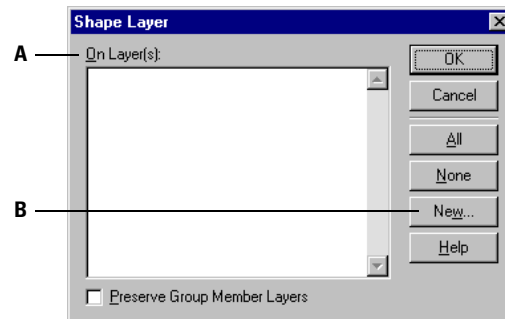 Shape Layer
A
On Layer(s):
OK
Cancel
All
None
B
New...
Help
Preserve Group Member Layers